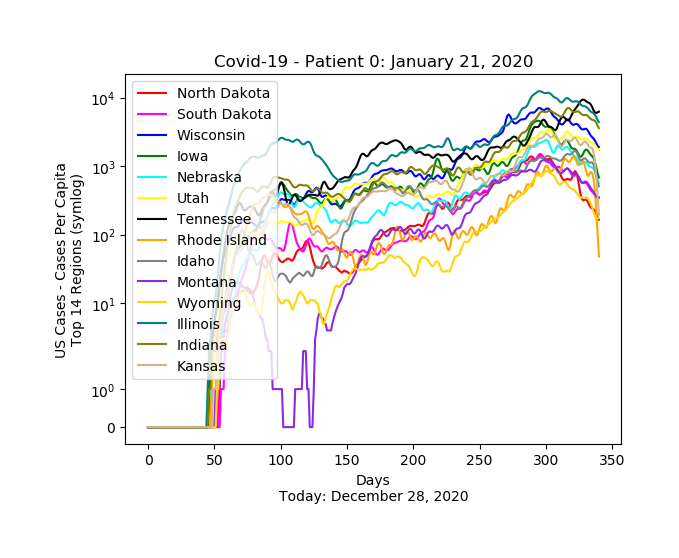 Covid-19 - Patient 0: January 21, 2020
US Cases - Cases Per Capita
Top 14 Regions (symlog)
10⁴
10³
10²
10¹
10⁰
0
North Dakota
South Dakota
Wisconsin
Iowa
Nebraska
Utah
Tennessee
Rhode Island
Idaho
Montana
Wyoming
Illinois
Indiana
Kansas
0 50 100 150 200 250 300 350
Days
Today: December 28, 2020